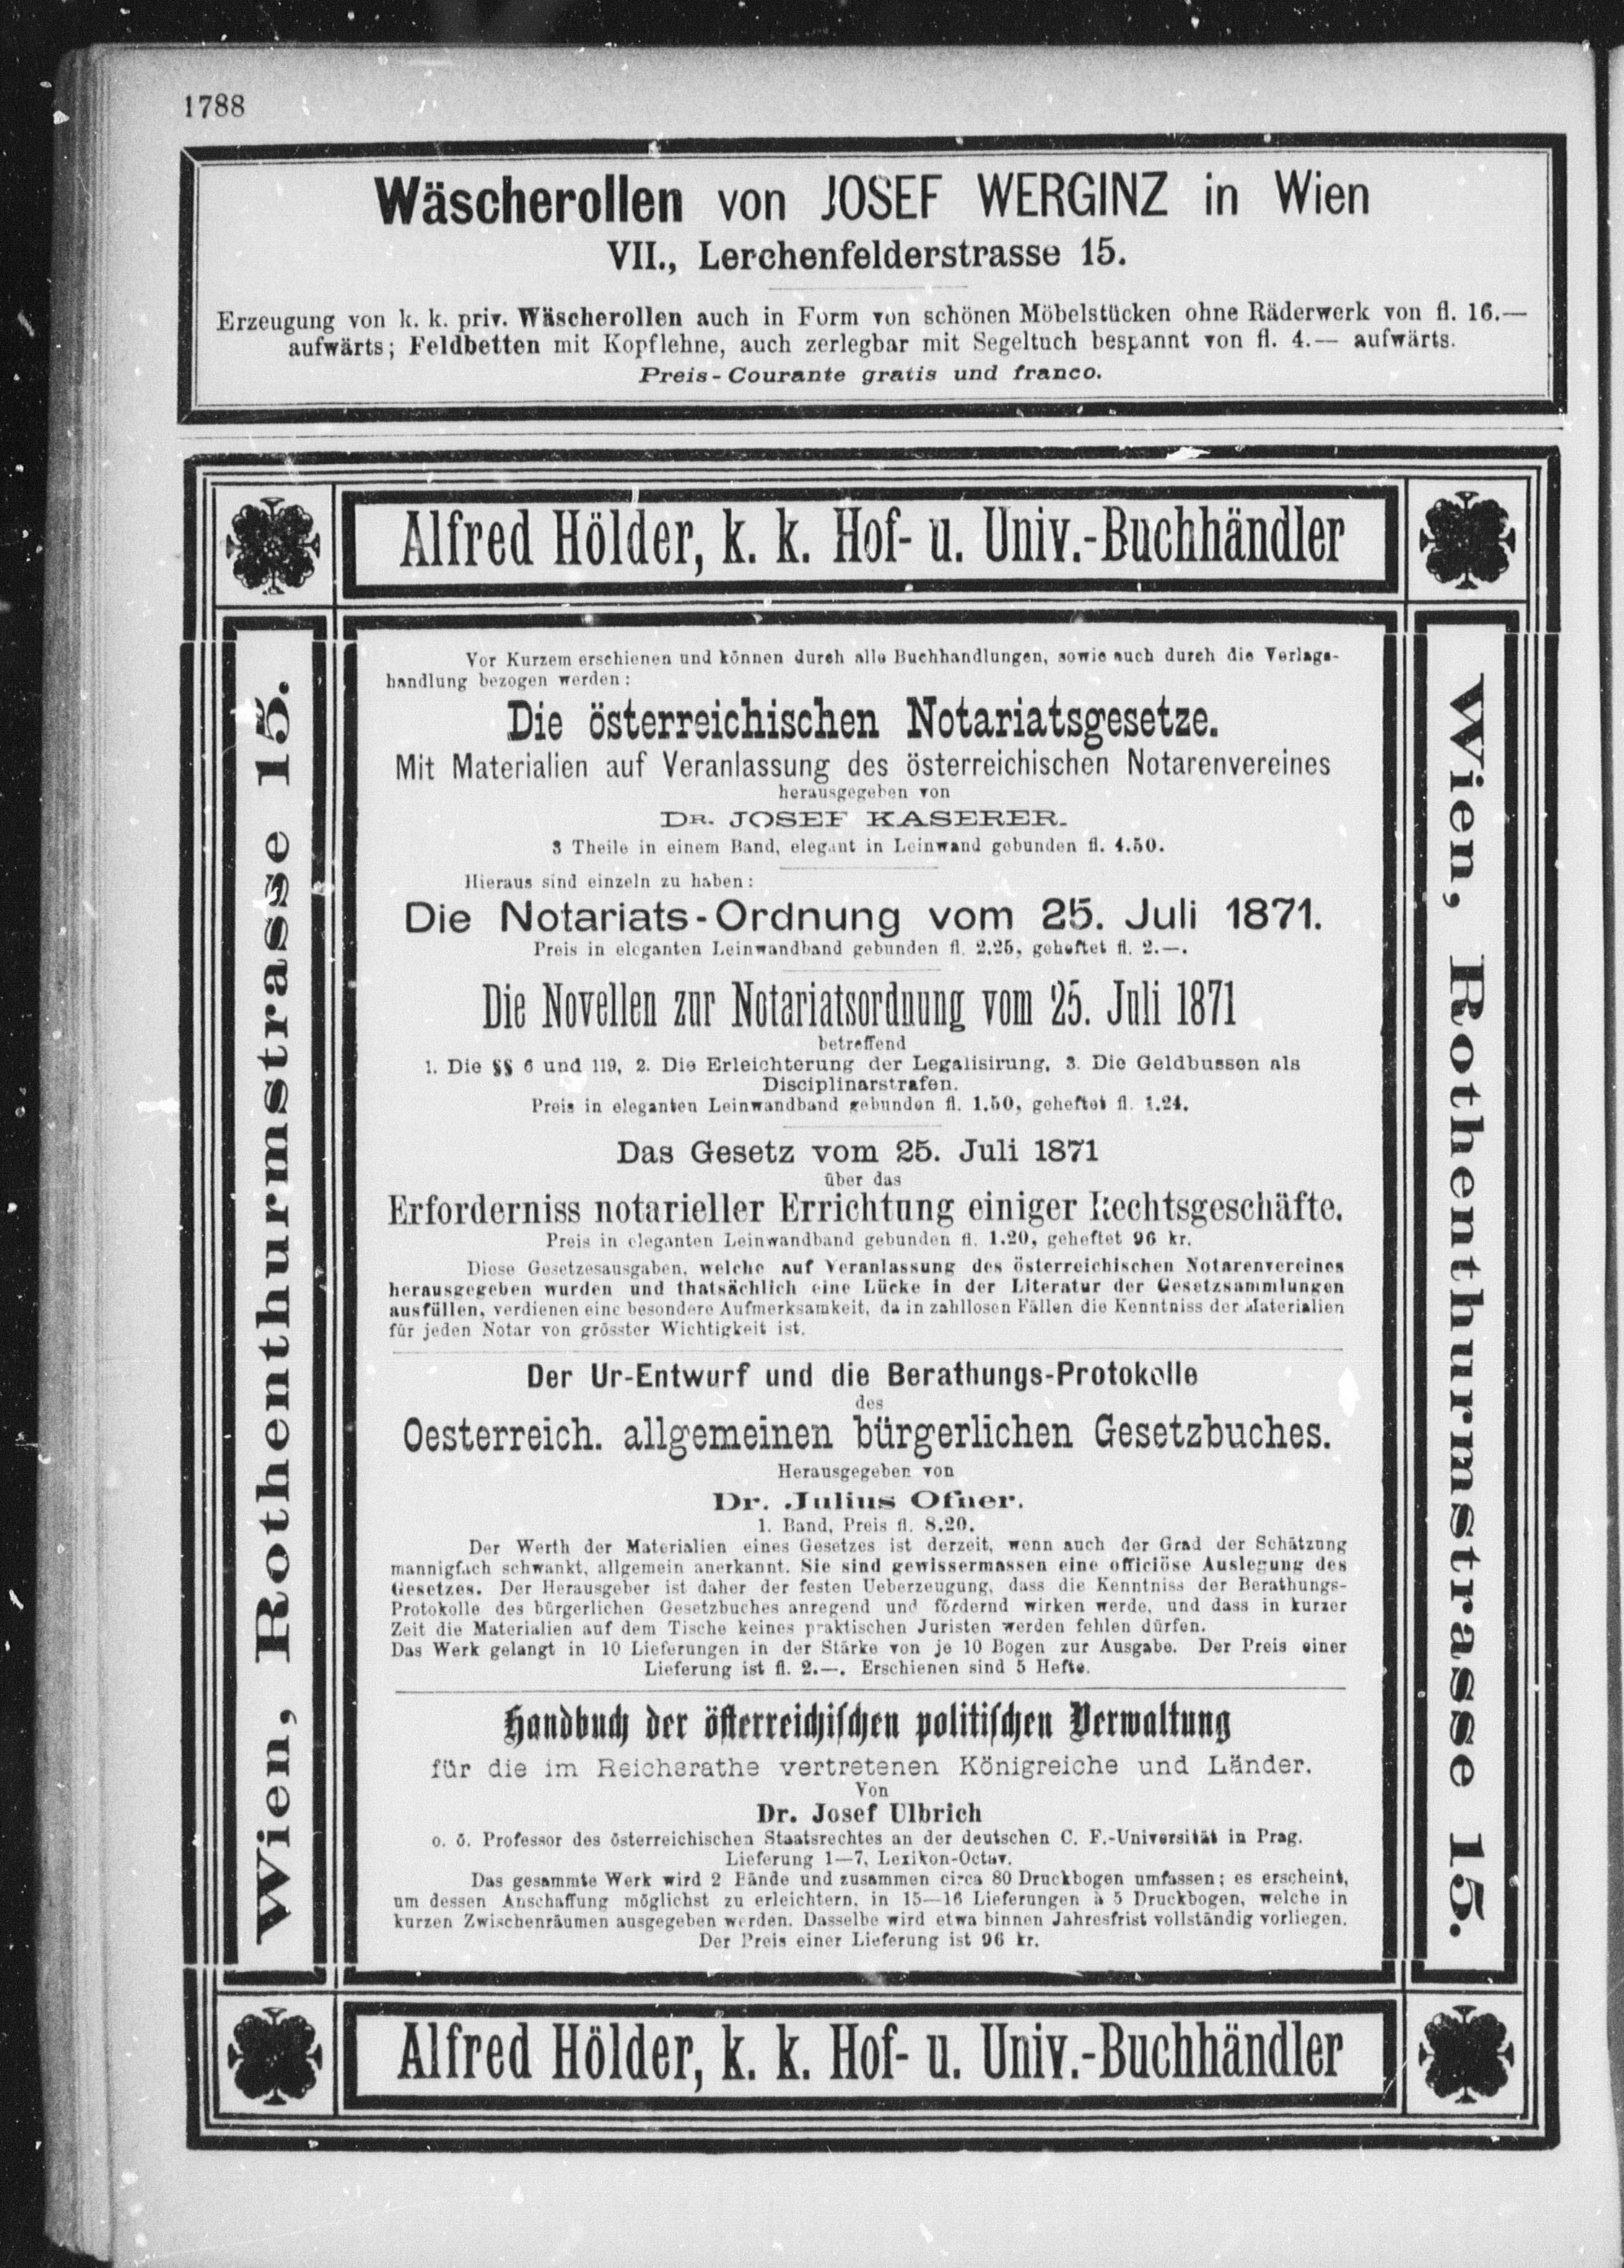 1788
Wäscherollen von JOSEF WERGINZ in Wien
VII., Lerchenfelderstrasse 15.
Erzeugung von k. k. priv. Wäscherollen auch in Form von schönen Möbelstücken ohne Räderwerk von fl. 16.—
aufwärts; Feldbetten mit Kopflehne, auch zerlegbar mit Segeltuch bespannt von fl. 4.— aufwärts.
Preis-Courante gratis und franco.
Alfred Hölder, k. k. Hof- u. Univ.-Buchhändler
Wien, Rothenthurmstrasse 15.
Vor Kurzem erschienen und können durch alle Buchhandlungen, sowie auch durch die Verlags-
handlung bezogen werden:
Die österreichischen Notariatsgesetze.
Mit Materialien auf Veranlassung des österreichischen Notarenvereines
herausgegeben von
DR. JOSEF KASERER.
3 Theile in einem Band, elegant in Leinwand gebunden fl. 4.50.
Hieraus sind einzeln zu haben:
Die Notariats-Ordnung vom 25. Juli 1871.
Preis in eleganten Leinwandband gebunden fl. 2.25, geheftet fl. 2.—.
Die Novellen zur Notariatsordnung vom 25. Juli 1871
betreffend
1. Die §§ 6 und 119, 2. Die Erleichterung der Legalisirung, 3. Die Geldbussen als
Disciplinarstrafen.
Preis in eleganten Leinwandband gebunden fl. 1.50, geheftet fl. 1.24.
Das Gesetz vom 25. Juli 1871
über das
Erforderniss notarieller Errichtung einiger Rechtsgeschäfte.
Preis in eleganten Leinwandband gebunden fl. 1.20, geheftet 96 kr.
Diese Gesetzesausgaben, welche auf Veranlassung des österreichischen Notarenvereines
herausgegeben wurden und thatsächlich eine Lücke in der Literatur der Gesetzsammlungen
ausfüllen, verdienen eine besondere Aufmerksamkeit, da in zahllosen Fällen die Kenntniss der Materialien
für jeden Notar von grösster Wichtigkeit ist.
Der Ur-Entwurf und die Berathungs-Protokolle
des
Oesterreich. allgemeinen bürgerlichen Gesetzbuches.
Herausgegeben von
Dr. Julius Ofner.
1. Band, Preis fl. 8.20.
Der Werth der Materialien eines Gesetzes ist derzeit, wenn auch der Grad der Schätzung
mannigfach schwankt, allgemein anerkannt. Sie sind gewissermassen eine officiöse Auslegung des
Gesetzes. Der Herausgeber ist daher der festen Ueberzeugung, dass die Kenntniss der Berathungs-
Protokolle des bürgerlichen Gesetzbuches anregend und fördernd wirken werde, und dass in kurzer
Zeit die Materialien auf dem Tische keines praktischen Juristen werden fehlen dürfen.
Das Werk gelangt in 10 Lieferungen in der Stärke von je 10 Bogen zur Ausgabe. Der Preis einer
Lieferung ist fl. 2.—. Erschienen sind 5 Hefte.
Handbuch der österreichischen politischen Verwaltung
für die im Reichsrathe vertretenen Königreiche und Länder.
Von
Dr. Josef Ulbrich
o. ö. Professor des österreichischen Staatsrechtes an der deutschen C. F.-Universität in Prag.
Lieferung 1—7, Lexikon-Octav.
Das gesammte Werk wird 2 Bände und zusammen circa 80 Druckbogen umfassen; es erscheint,
um dessen Anschaffung möglichst zu erleichtern, in 15—16 Lieferungen à 5 Druckbogen, welche in
kurzen Zwischenräumen ausgegeben werden. Dasselbe wird etwa binnen Jahresfrist vollständig vorliegen.
Der Preis einer Lieferung ist 96 kr.
Wien, Rothenthurmstrasse 15.
Alfred Hölder, k. k. Hof- u. Univ.-Buchhändler